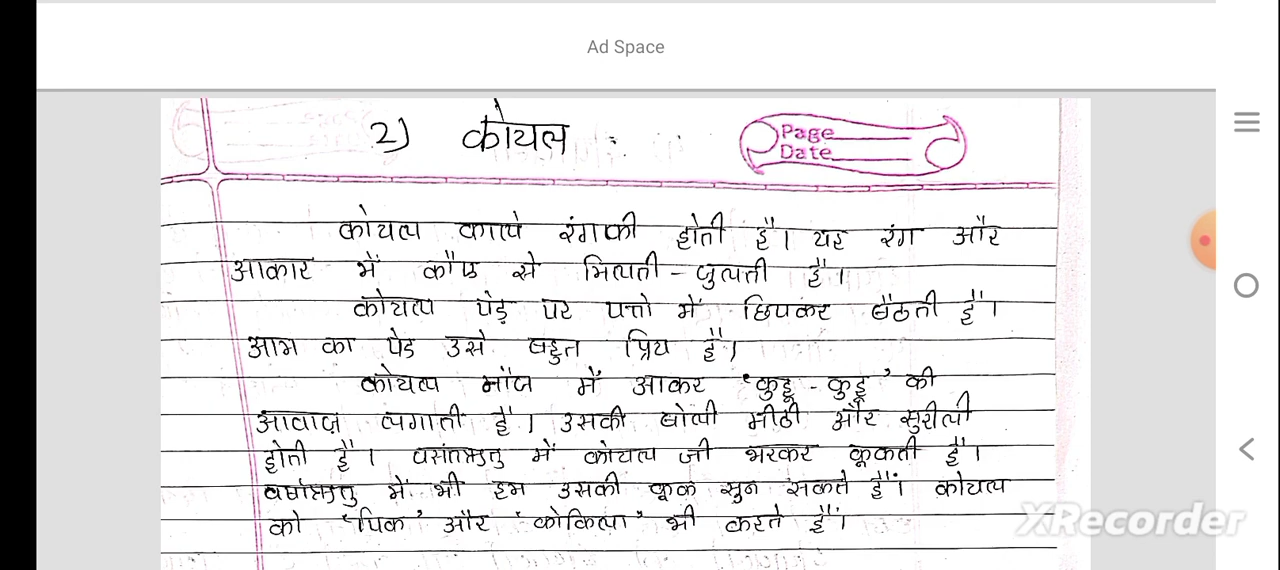 Ad Space
2) कोयल :
Page
Date
कोयल काले रंगकी होती है। यह रंग और
आकार में कौए से मिलती - जुलती है।
कोयल पेड़ पर पत्तो में छिपकर बैठती है।
आम का पेड उसे बहुत प्रिय है।
कोयल मौज में आकर 'कुहू - कुहू' की
आवाज़ लगाती है। उसकी बोली मीठी और सुरीली
होती है। वसंतऋतु में कोयल जी भरकर कूकती है।
वर्षाऋतु में भी हम उसकी कूक सुन सकते हैं। कोयल
को 'पिक' और 'कोकिला' भी करते हैं।
XRecorder